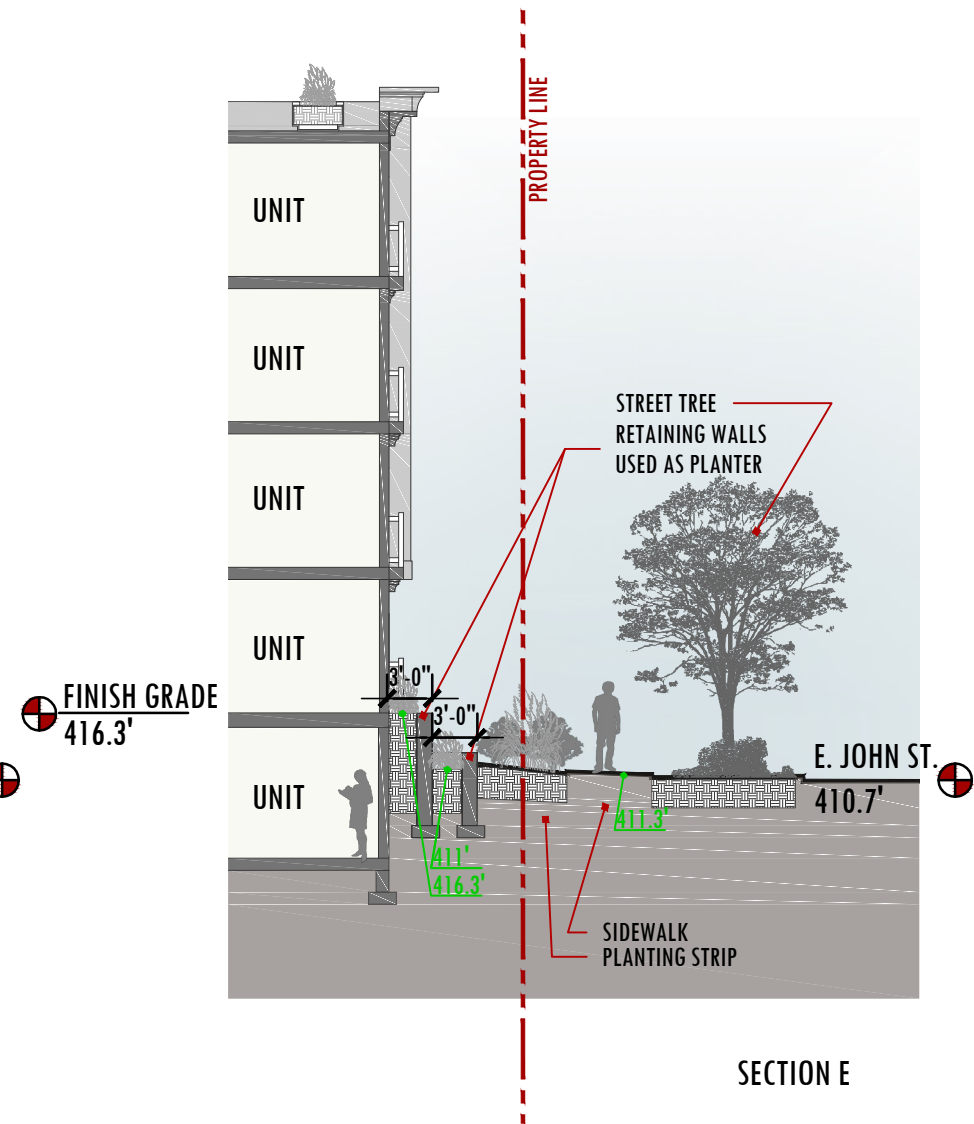 PROPERTY LINE
UNIT
UNIT
UNIT
UNIT
UNIT
STREET TREE
RETAINING WALLS
USED AS PLANTER
3'-0"
3'-0"
FINISH GRADE
416.3'
E. JOHN ST.
410.7'
411.3'
411'
416.3'
SIDEWALK
PLANTING STRIP
SECTION E